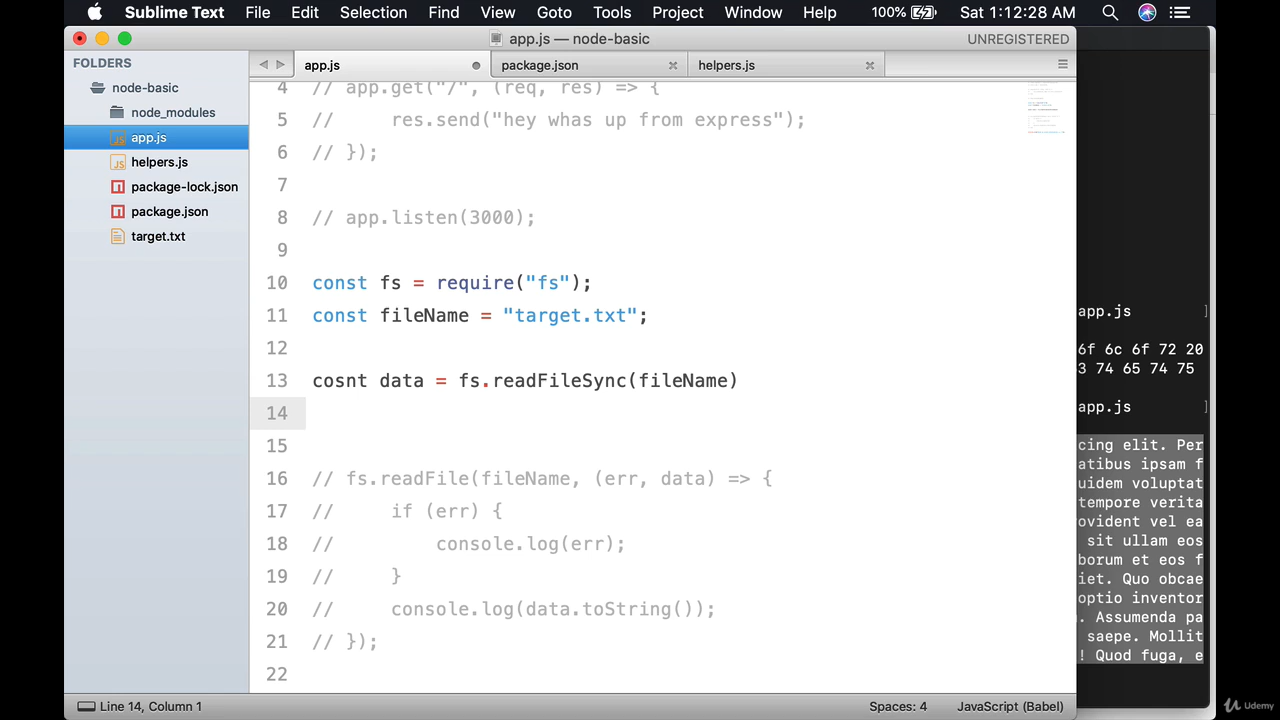 Sublime Text File Edit Selection Find View Goto Tools Project Window Help 100% Sat 1:12:28 AM
app.js — node-basic UNREGISTERED
FOLDERS
node-basic
node_modules
app.js
helpers.js
package-lock.json
package.json
target.txt
app.js package.json helpers.js
4 // app.get("/", (req, res) => {
5 // res.send("hey whas up from express");
6 // });
7
8 // app.listen(3000);
9
10 const fs = require("fs");
11 const fileName = "target.txt";
12
13 cosnt data = fs.readFileSync(fileName)
14
15
16 // fs.readFile(fileName, (err, data) => {
17 // if (err) {
18 // console.log(err);
19 // }
20 // console.log(data.toString());
21 // });
22
app.js ]
6f 6c 6f 72 20
3 74 65 74 75
app.js ]
cing elit. Per
atibus ipsam f
uidem voluptat
tempore verita
ovident vel ea
sit ullam eos
borum et eos f
iet. Quo obcae
optio inventor
. Assumenda pa
saepe. Mollit
! Quod fuga, e
Line 14, Column 1 Spaces: 4 JavaScript (Babel)
Udemy